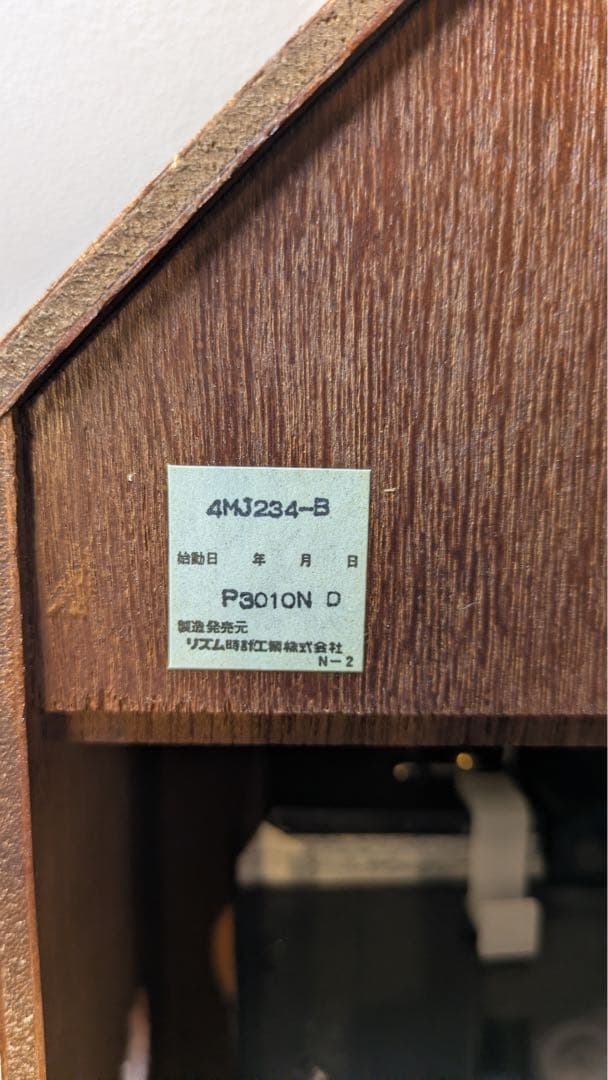 4MJ234-B
始動日 年 月 日
P3010N D
製造発売元
リズム時計工業株式会社
N-2